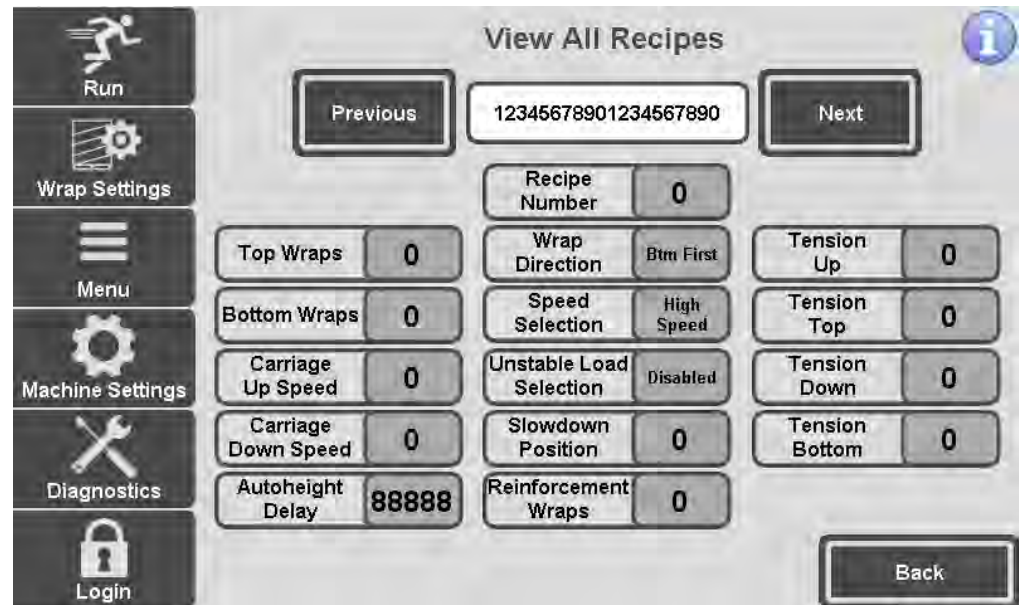 View All Recipes
i
Run
Previous
12345678901234567890
Next
Wrap Settings
Recipe
Number
0
Menu
Top Wraps
0
Wrap
Direction
Btm First
Tension
Up
0
Bottom Wraps
0
Speed
Selection
High
Speed
Tension
Top
0
Machine Settings
Carriage
Up Speed
0
Unstable Load
Selection
Disabled
Tension
Down
0
Carriage
Down Speed
0
Slowdown
Position
0
Tension
Bottom
0
Diagnostics
Autoheight
Delay
88888
Reinforcement
Wraps
0
Login
Back